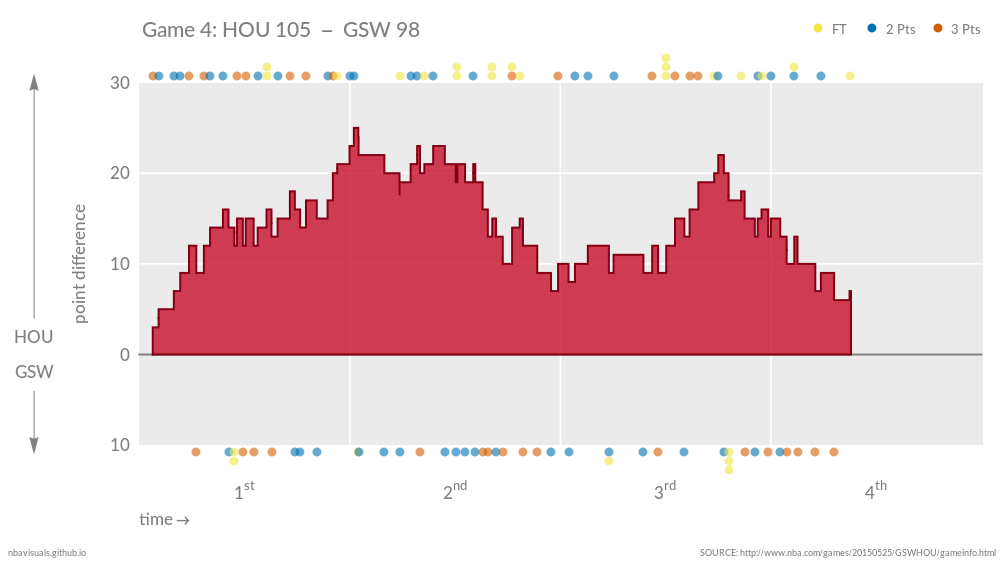 Game 4: HOU 105 – GSW 98
FT 2 Pts 3 Pts
30
20
10
0
10
point difference
HOU
GSW
1st 2nd 3rd 4th
time→
nbavisuals.github.io
SOURCE: http://www.nba.com/games/20150525/GSWHOU/gameinfo.html